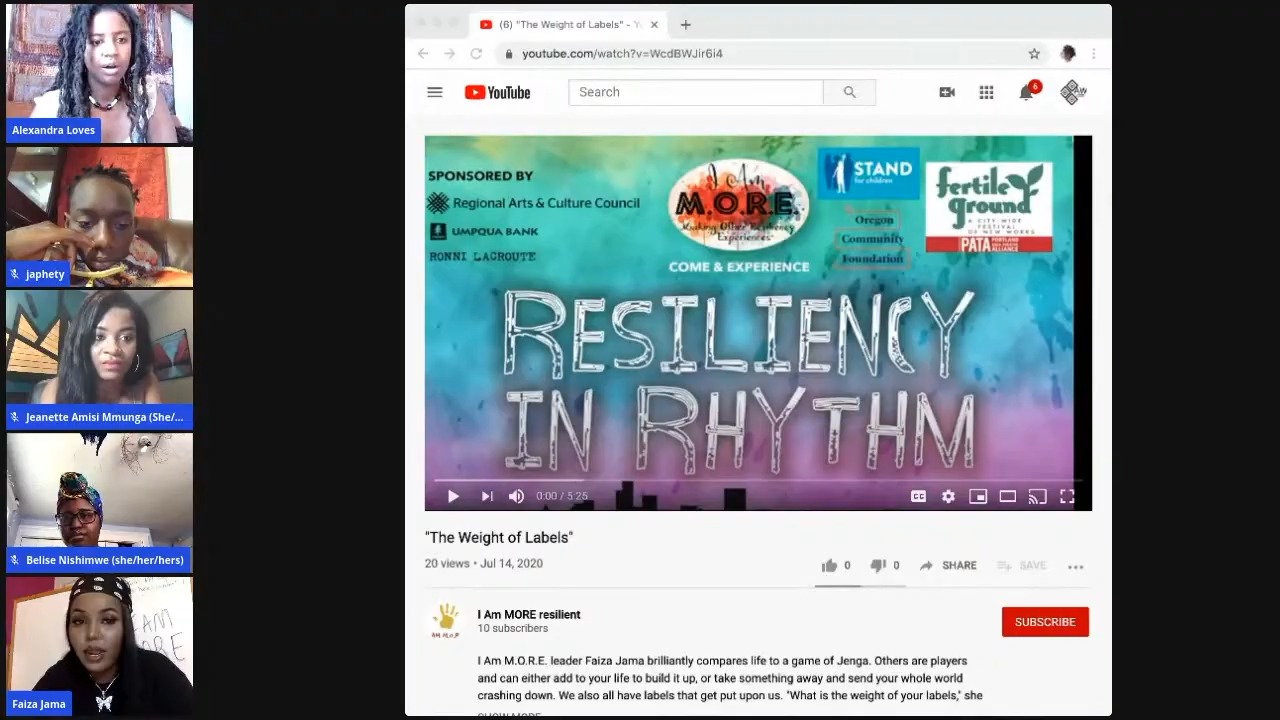 Alexandra Loves
japhety
Jeanette Amisi Mmunga (She/...
Belise Nishimwe (she/her/hers)
AM
ORE
Faiza Jama
(6) "The Weight of Labels" - Y
youtube.com/watch?v=WcdBWJir6i4
YouTube
Search
6
SPONSORED BY
Regional Arts & Culture Council
UMPQUA BANK
RONNI LACROUTE
I Am
M.O.R.E.
Making Other Resiliency
Experiences
COME & EXPERIENCE
STAND
for children
Oregon
Community
Foundation
fertile
ground
A CITY-WIDE
FESTIVAL
OF NEW WORKS
PATA
RESILIENCY
IN RHYTHM
0:00 / 5:25
"The Weight of Labels"
20 views • Jul 14, 2020
0
0
SHARE
SAVE
I Am MORE resilient
10 subscribers
SUBSCRIBE
I Am M.O.R.E. leader Faiza Jama brilliantly compares life to a game of Jenga. Others are players
and can either add to your life to build it up, or take something away and send your whole world
crashing down. We also all have labels that get put upon us. "What is the weight of your labels," she
SHOW MORE